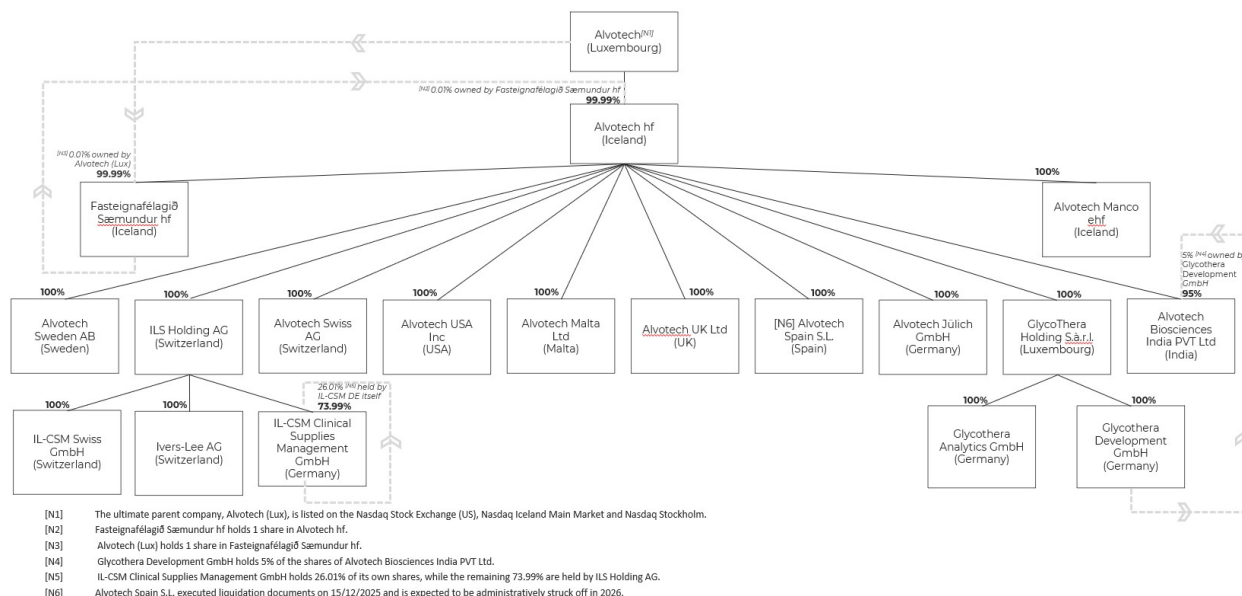 Alvotech[N1]
(Luxembourg)
[N2] 0.01% owned by Fasteignafélagið Sæmundur hf
99.99%
Alvotech hf
(Iceland)
[N3] 0.01% owned by
Alvotech (Lux)
99.99%
Fasteignafélagið
Sæmundur hf
(Iceland)
100%
Alvotech Manco
ehf
(Iceland)
5% [N4] owned by
Glycothera
Development
GmbH
95%
100%
Alvotech
Sweden AB
(Sweden)
100%
ILS Holding AG
(Switzerland)
100%
Alvotech Swiss
AG
(Switzerland)
100%
Alvotech USA
Inc
(USA)
100%
Alvotech Malta
Ltd
(Malta)
100%
Alvotech UK Ltd
(UK)
100%
[N6] Alvotech
Spain S.L.
(Spain)
100%
Alvotech Jülich
GmbH
(Germany)
100%
GlycoThera
Holding S.à.r.l.
(Luxembourg)
Alvotech
Biosciences
India PVT Ltd
(India)
100%
IL-CSM Swiss
GmbH
(Switzerland)
100%
Ivers-Lee AG
(Switzerland)
26.01% [N5] held by
IL-CSM DE itself
73.99%
IL-CSM Clinical
Supplies
Management
GmbH
(Germany)
100%
Glycothera
Analytics GmbH
(Germany)
100%
Glycothera
Development
GmbH
(Germany)
[N1] The ultimate parent company, Alvotech (Lux), is listed on the Nasdaq Stock Exchange (US), Nasdaq Iceland Main Market and Nasdaq Stockholm.
[N2] Fasteignafélagið Sæmundur hf holds 1 share in Alvotech hf.
[N3] Alvotech (Lux) holds 1 share in Fasteignafélagið Sæmundur hf.
[N4] Glycothera Development GmbH holds 5% of the shares of Alvotech Biosciences India PVT Ltd.
[N5] IL-CSM Clinical Supplies Management GmbH holds 26.01% of its own shares, while the remaining 73.99% are held by ILS Holding AG.
[N6] Alvotech Spain S.L. executed liquidation documents on 15/12/2025 and is expected to be administratively struck off in 2026.